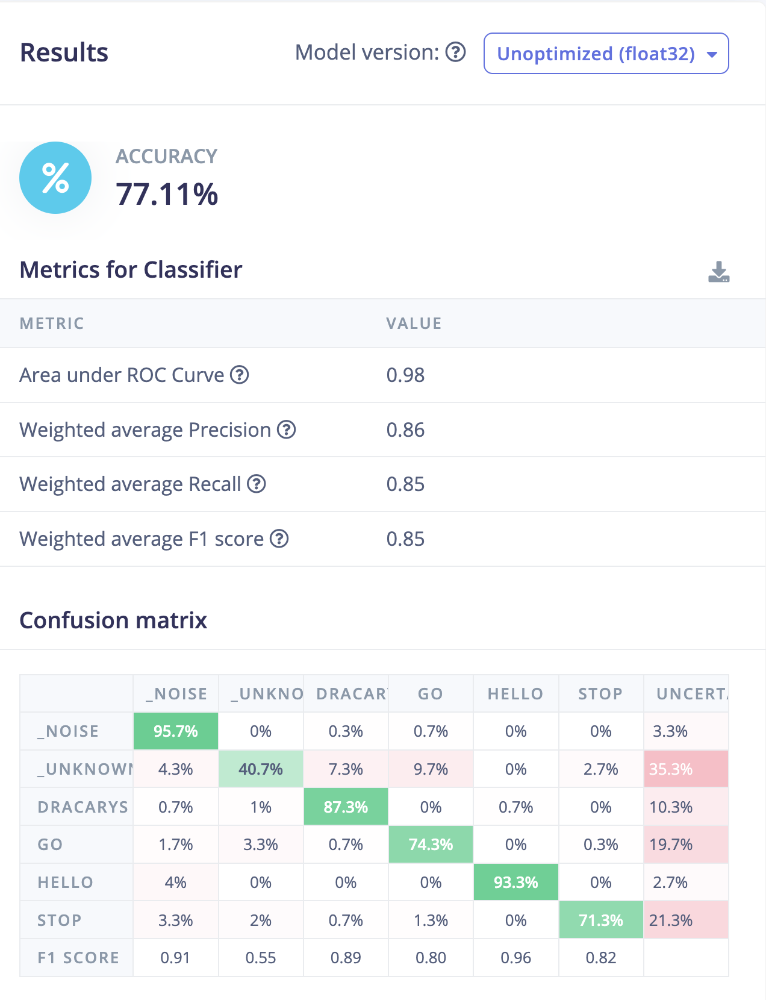 Results
Model version: ? Unoptimized (float32)
%
ACCURACY
77.11%
Metrics for Classifier
METRIC VALUE
Area under ROC Curve ? 0.98
Weighted average Precision ? 0.86
Weighted average Recall ? 0.85
Weighted average F1 score ? 0.85
Confusion matrix
_NOISE _UNKNO DRACAR GO HELLO STOP UNCERT
_NOISE 95.7% 0% 0.3% 0.7% 0% 0% 3.3%
_UNKNOWN 4.3% 40.7% 7.3% 9.7% 0% 2.7% 35.3%
DRACARYS 0.7% 1% 87.3% 0% 0.7% 0% 10.3%
GO 1.7% 3.3% 0.7% 74.3% 0% 0.3% 19.7%
HELLO 4% 0% 0% 0% 93.3% 0% 2.7%
STOP 3.3% 2% 0.7% 1.3% 0% 71.3% 21.3%
F1 SCORE 0.91 0.55 0.89 0.80 0.96 0.82